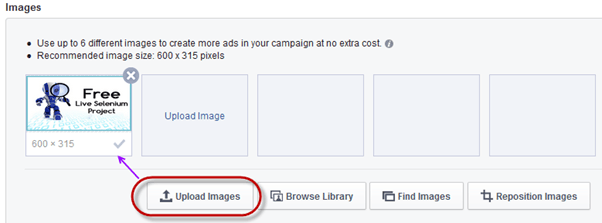 Images
Use up to 6 different images to create more ads in your campaign at no extra cost.
Recommended image size: 600 x 315 pixels
Free
Live Selenium
Project
Upload Image
600 × 315
Upload Images
Browse Library
Find Images
Reposition Images